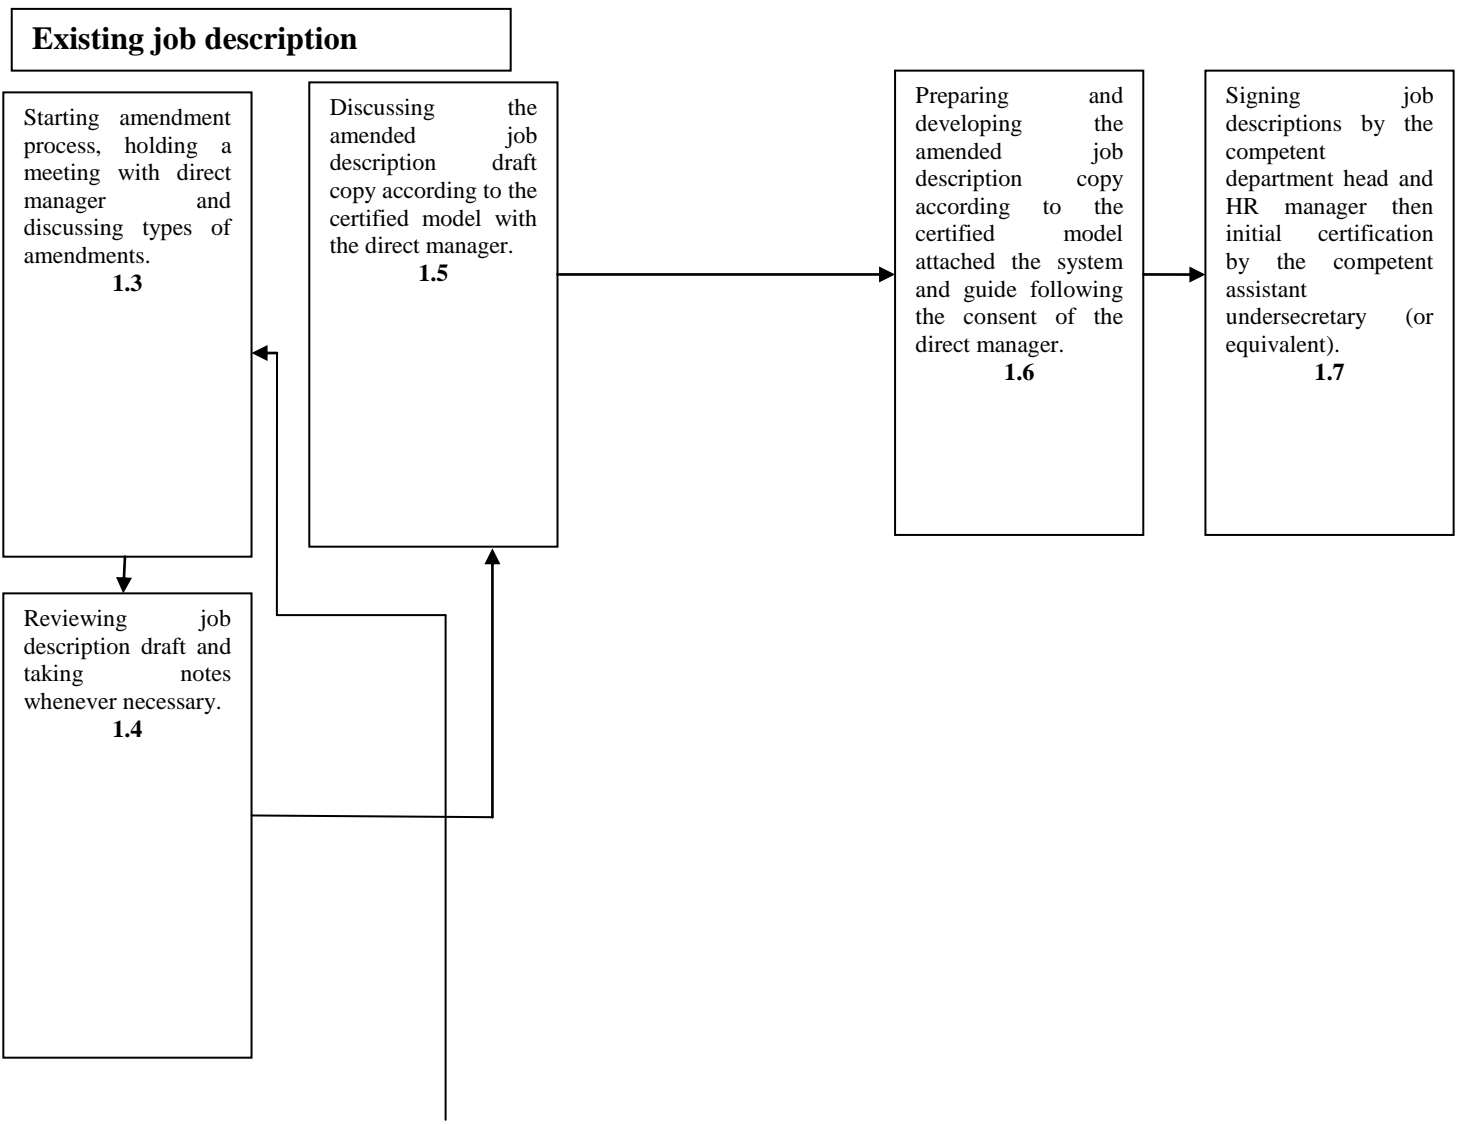 Existing job description
Starting amendment
process, holding a
meeting with direct
manager and
discussing types of
amendments.
1.3
Reviewing job
description draft and
taking notes
whenever necessary.
1.4
Discussing the
amended job
description draft
copy according to the
certified model with
the direct manager.
1.5
Preparing and
developing the
amended job
description copy
according to the
certified model
attached the system
and guide following
the consent of the
direct manager.
1.6
Signing job
descriptions by the
competent
department head and
HR manager then
initial certification
by the competent
assistant
undersecretary (or
equivalent).
1.7